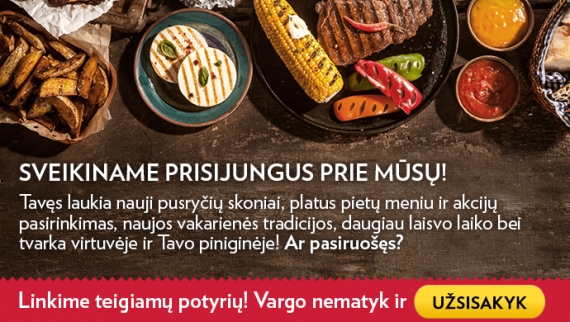 SVEIKINAME PRISIJUNGUS PRIE MŪSŲ!
Tavęs laukia nauji pusryčių skoniai, platus pietų meniu ir akcijų
pasirinkimas, naujos vakarienės tradicijos, daugiau laisvo laiko bei
tvarka virtuvėje ir Tavo piniginėje! Ar pasiruošęs?
Linkime teigiamų potyrių! Vargo nematyk ir UŽSISAKYK